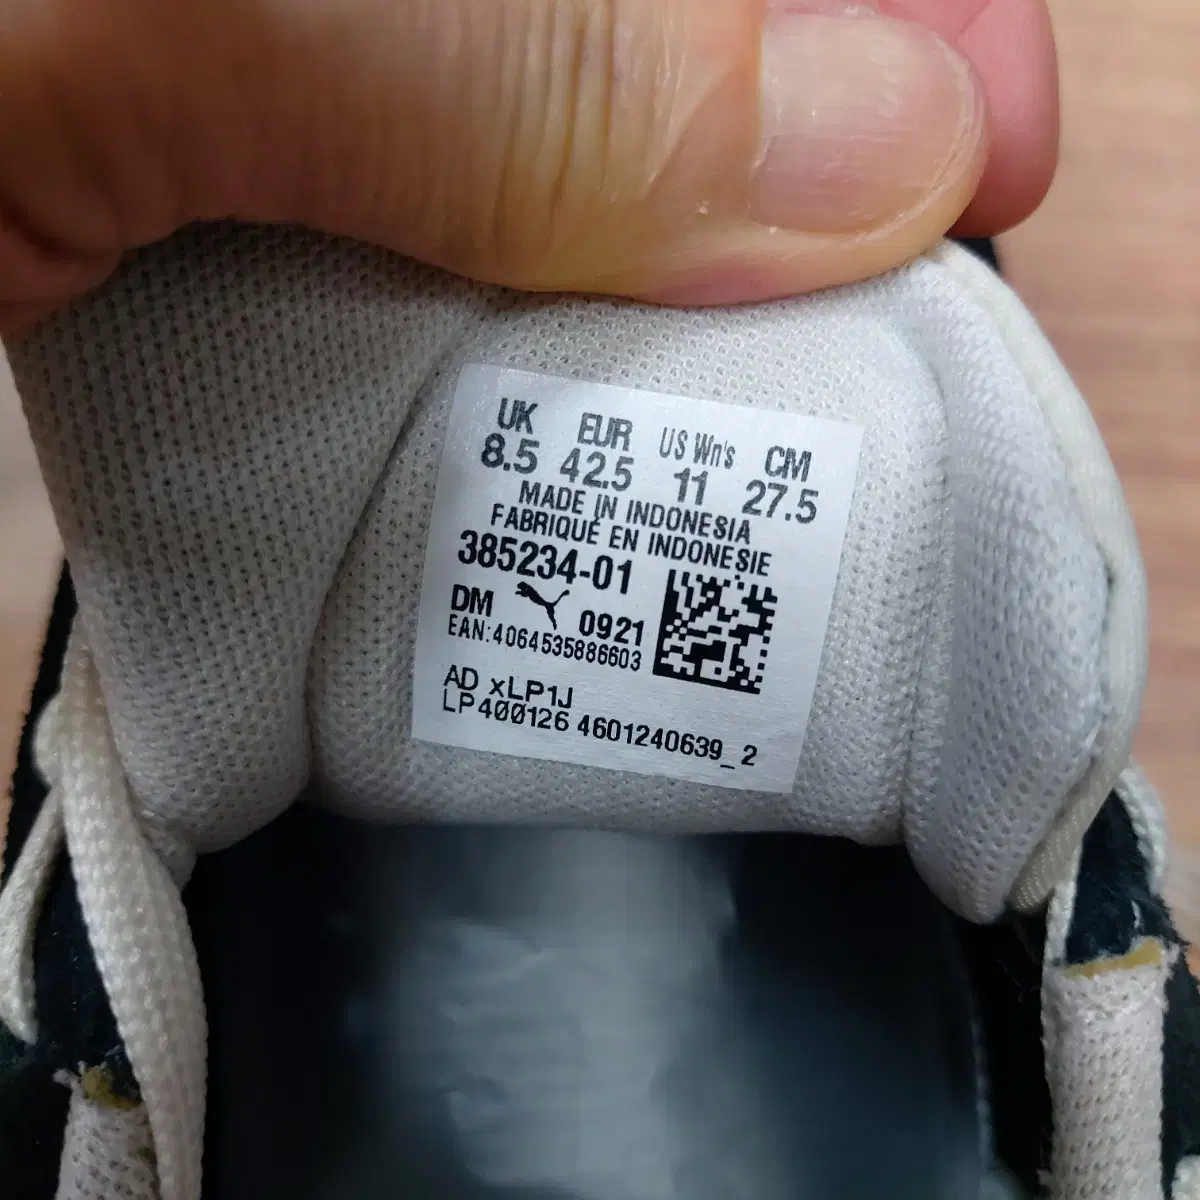 UK EUR US Wn's CM
8.5 42.5 11 27.5
MADE IN INDONESIA
FABRIQUÉ EN INDONESIE
385234-01
DM 0921
EAN:4064535886603
AD xLP1J
LP400126 4601240639_2